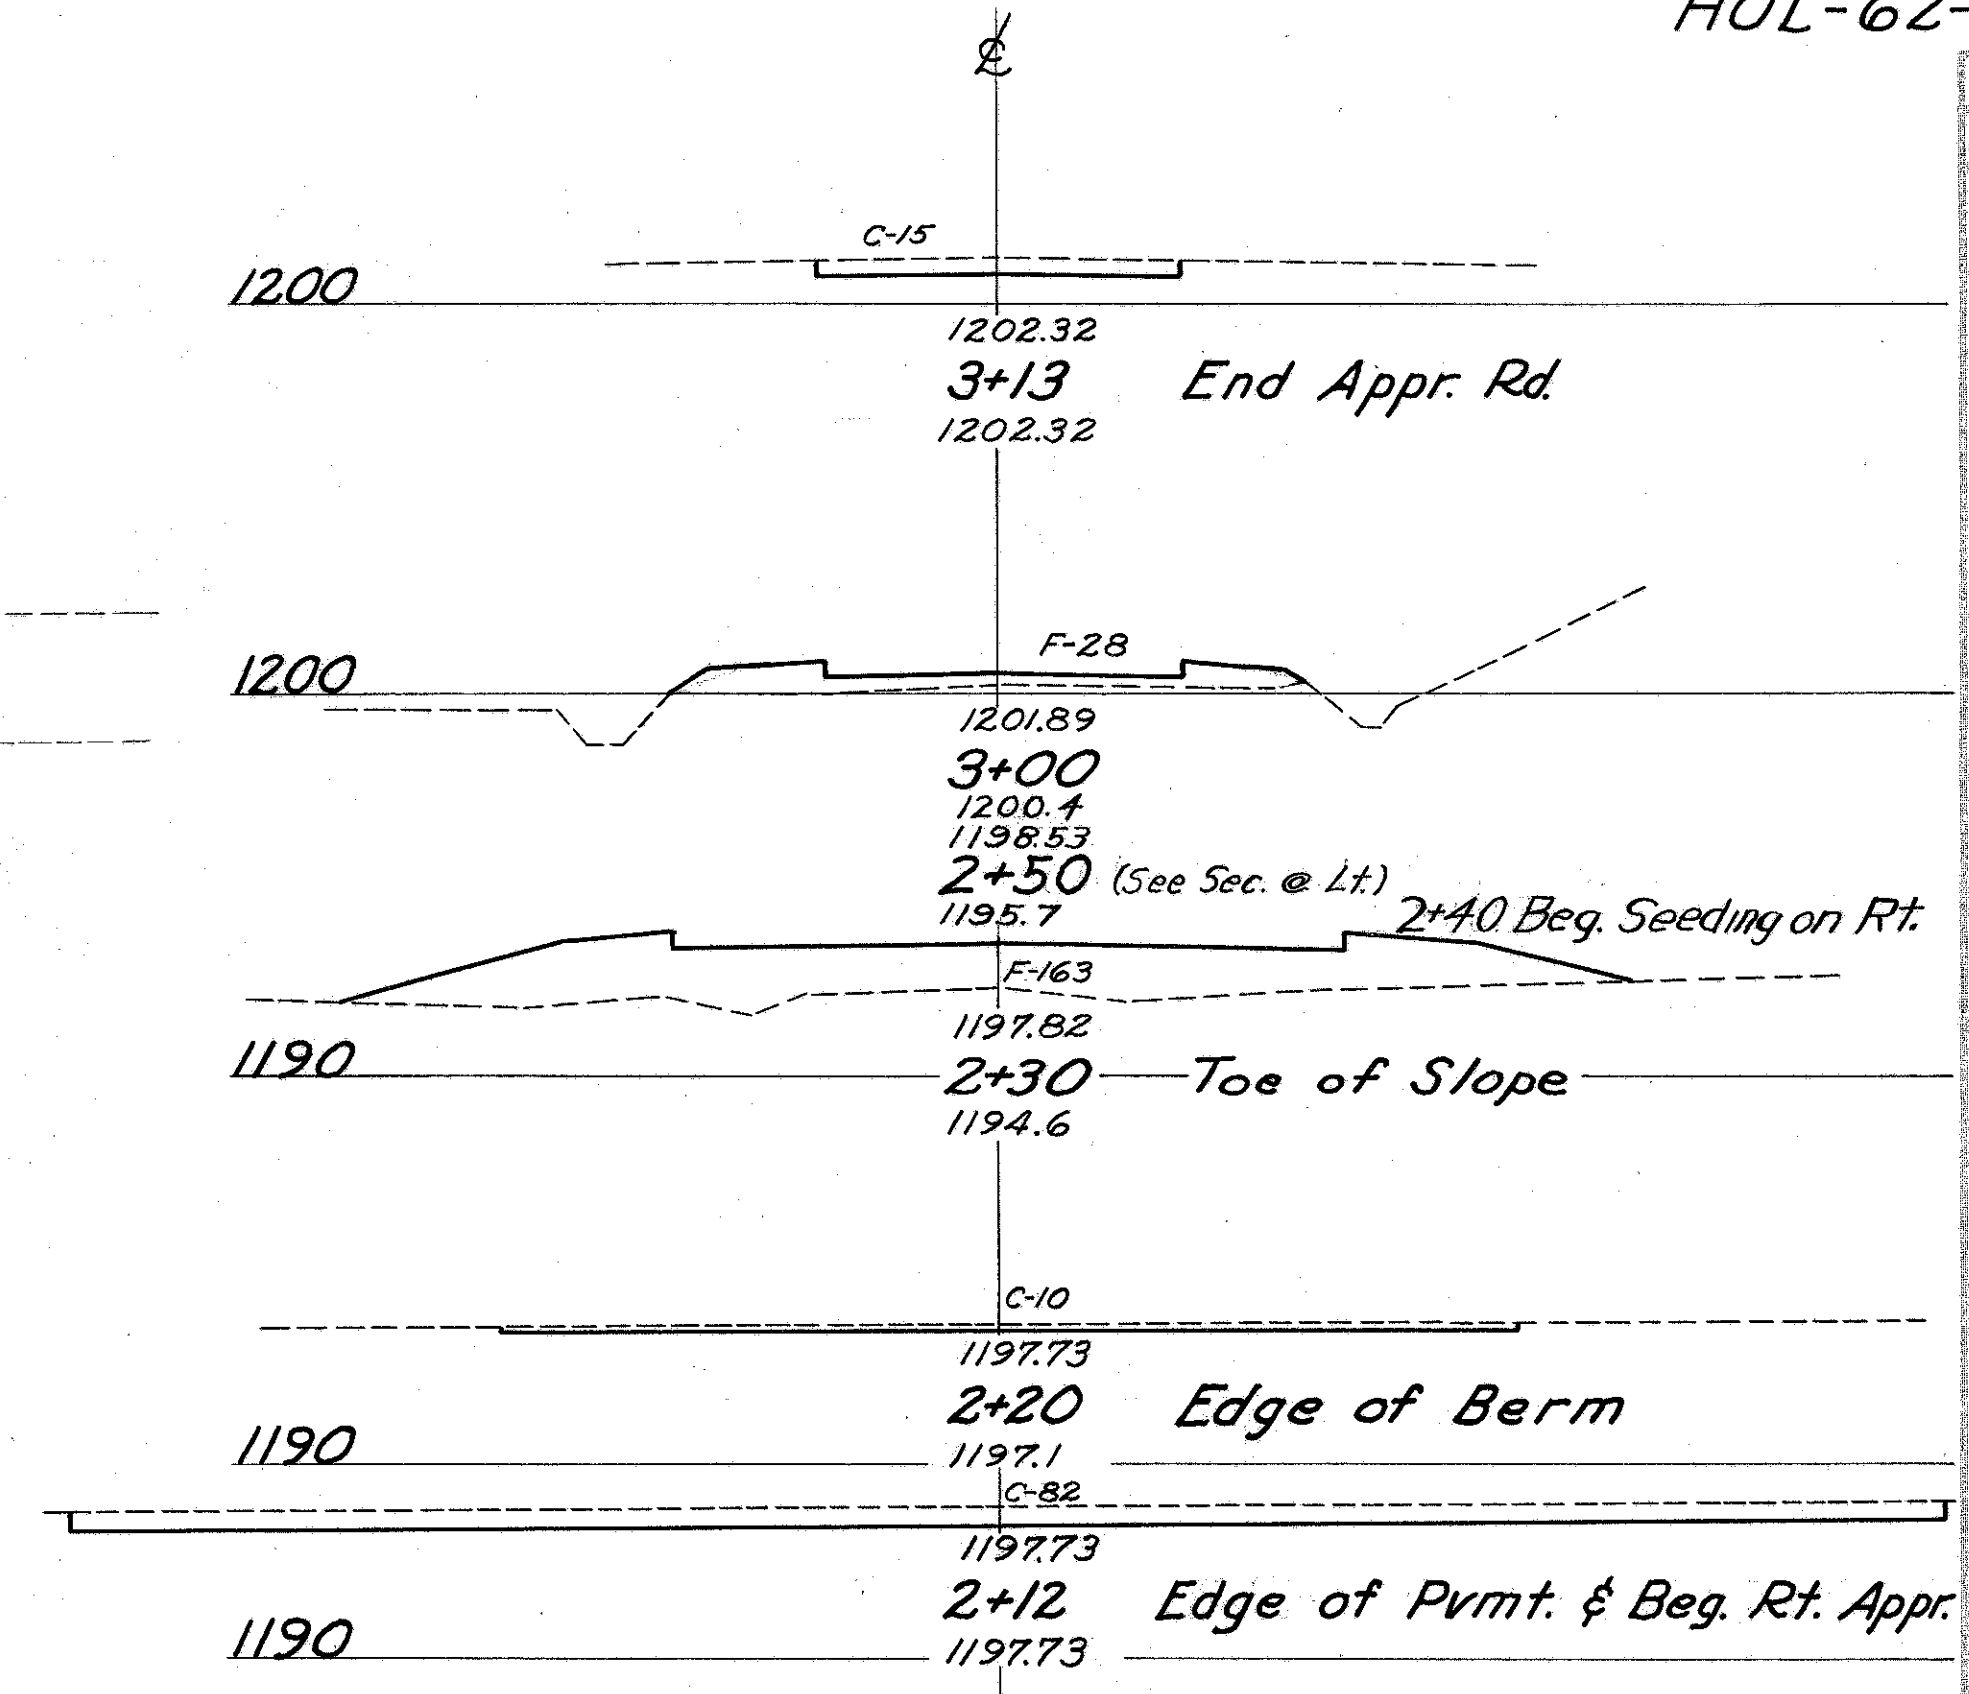 HOL-62-
℄
C-15
1200
1202.32
3+13 End Appr. Rd.
1202.32
F-28
1200
1201.89
3+00
1200.4
1198.53
2+50 (See Sec. @ Lt.)
1195.7
2+40 Beg. Seeding on Rt.
F-163
1197.82
1190
2+30 Toe of Slope
1194.6
C-10
1197.73
2+20 Edge of Berm
1190
1197.1
C-82
1197.73
2+12 Edge of Pvmt. & Beg. Rt. Appr.
1190
1197.73